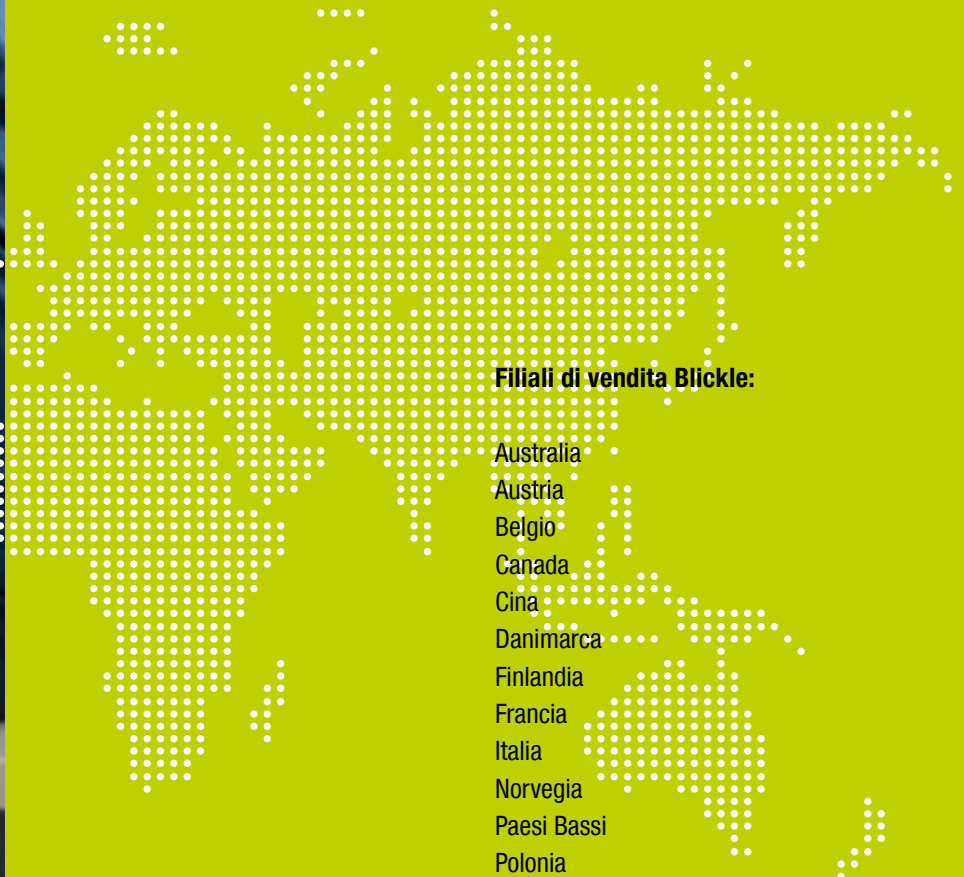 Filiali di vendita Blickle:
Australia
Austria
Belgio
Canada
Cina
Danimarca
Finlandia
Francia
Italia
Norvegia
Paesi Bassi
Polonia